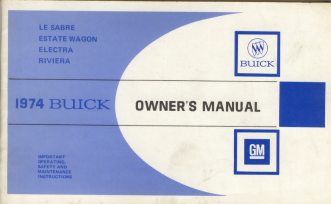 LE SABRE
ESTATE WAGON
ELECTRA
RIVIERA
BUICK
1974 BUICK
OWNER'S MANUAL
GM
IMPORTANT
OPERATING,
SAFETY AND
MAINTENANCE
INSTRUCTIONS